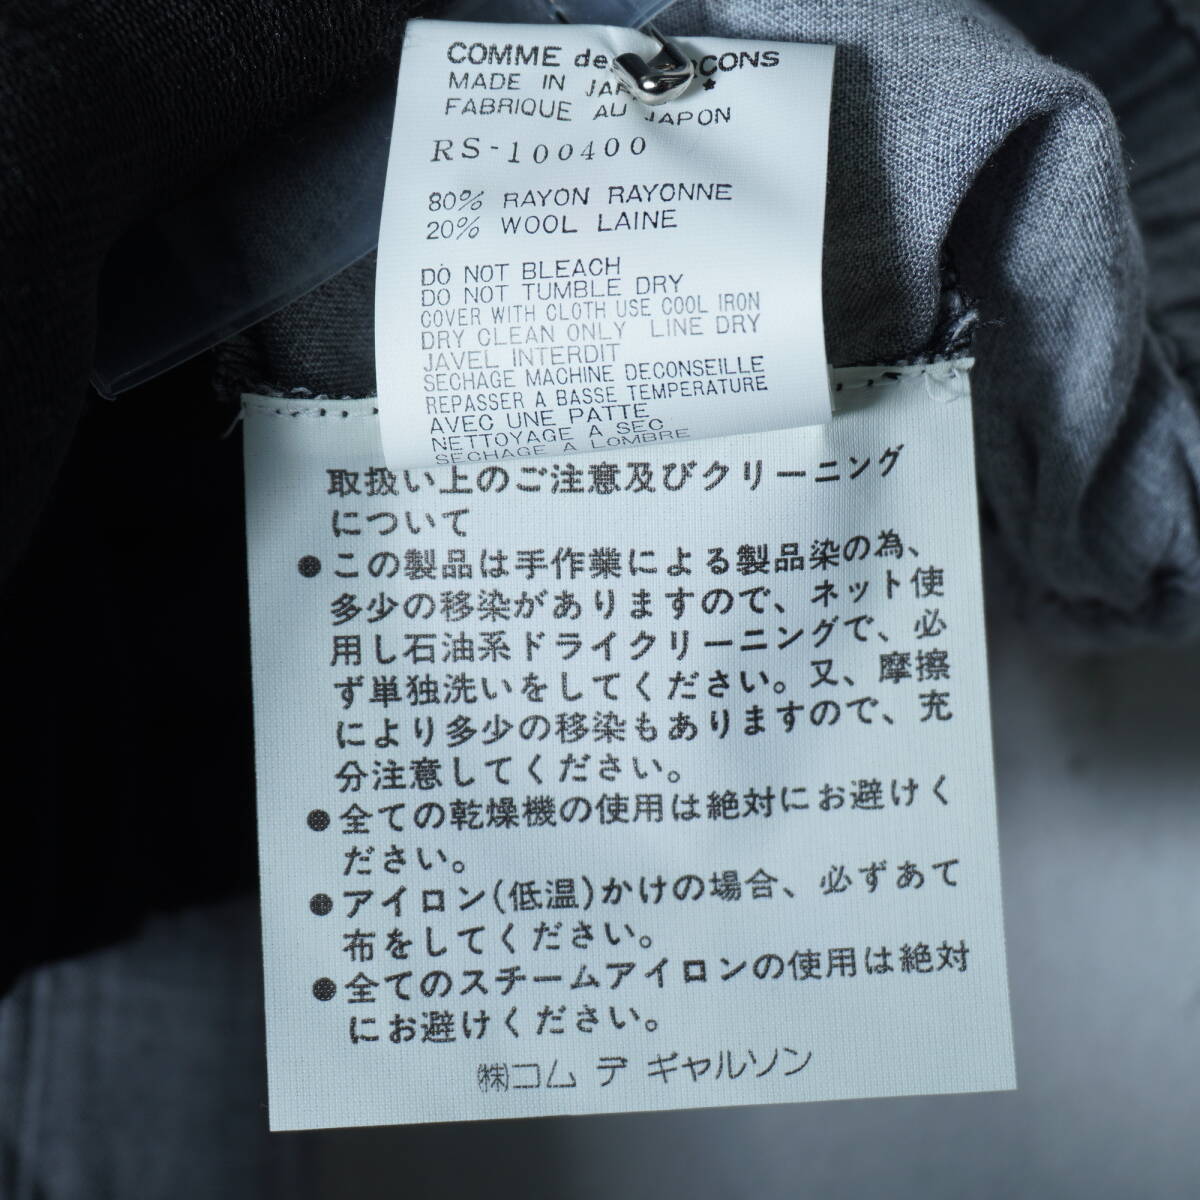 COMME des GARCONS
MADE IN JAPAN
FABRIQUE AU JAPON
RS-100400
80% RAYON RAYONNE
20% WOOL LAINE
DO NOT BLEACH
DO NOT TUMBLE DRY
COVER WITH CLOTH USE COOL IRON
DRY CLEAN ONLY LINE DRY
JAVEL INTERDIT
SECHAGE MACHINE DECONSEILLE
REPASSER A BASSE TEMPERATURE
AVEC UNE PATTE
NETTOYAGE A SEC
SECHAGE A LOMBRE
取扱い上のご注意及びクリーニング
について
●この製品は手作業による製品染の為、
多少の移染がありますので、ネット使
用し石油系ドライクリーニングで、必
ず単独洗いをしてください。又、摩擦
により多少の移染もありますので、充
分注意してください。
●全ての乾燥機の使用は絶対にお避けく
ださい。
●アイロン(低温)かけの場合、必ずあて
布をしてください。
●全てのスチームアイロンの使用は絶対
にお避けください。
㈱コム デ ギャルソン